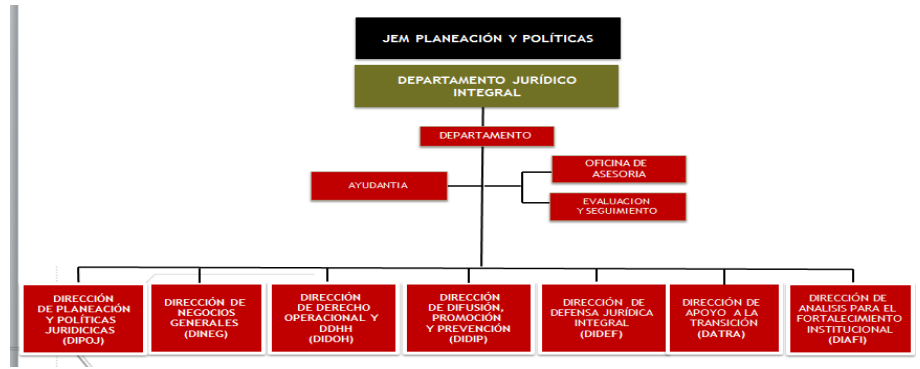 JEM PLANEACIÓN Y POLÍTICAS
DEPARTAMENTO JURÍDICO
INTEGRAL
DEPARTAMENTO
AYUDANTIA
OFICINA DE
ASESORIA
EVALUACION
Y SEGUIMIENTO
DIRECCIÓN
DE PLANEACIÓN
Y POLÍTICAS
JURIDICICAS
(DIPOJ)
DIRECCIÓN DE
NEGOCIOS
GENERALES
(DINEG)
DIRECCIÓN
DE DERECHO
OPERACIONAL Y
DDHH
(DIDOH)
DIRECCIÓN
DE DIFUSIÓN,
PROMOCIÓN
Y PREVENCIÓN
(DIDIP)
DIRECCIÓN DE
DEFENSA JURÍDICA
INTEGRAL
(DIDEF)
DIRECCIÓN DE
APOYO A LA
TRANSICIÓN
(DATRA)
DIRECCIÓN DE
ANALISIS PARA EL
FORTALECIMIENTO
INSTITUCIONAL
(DIAFI)